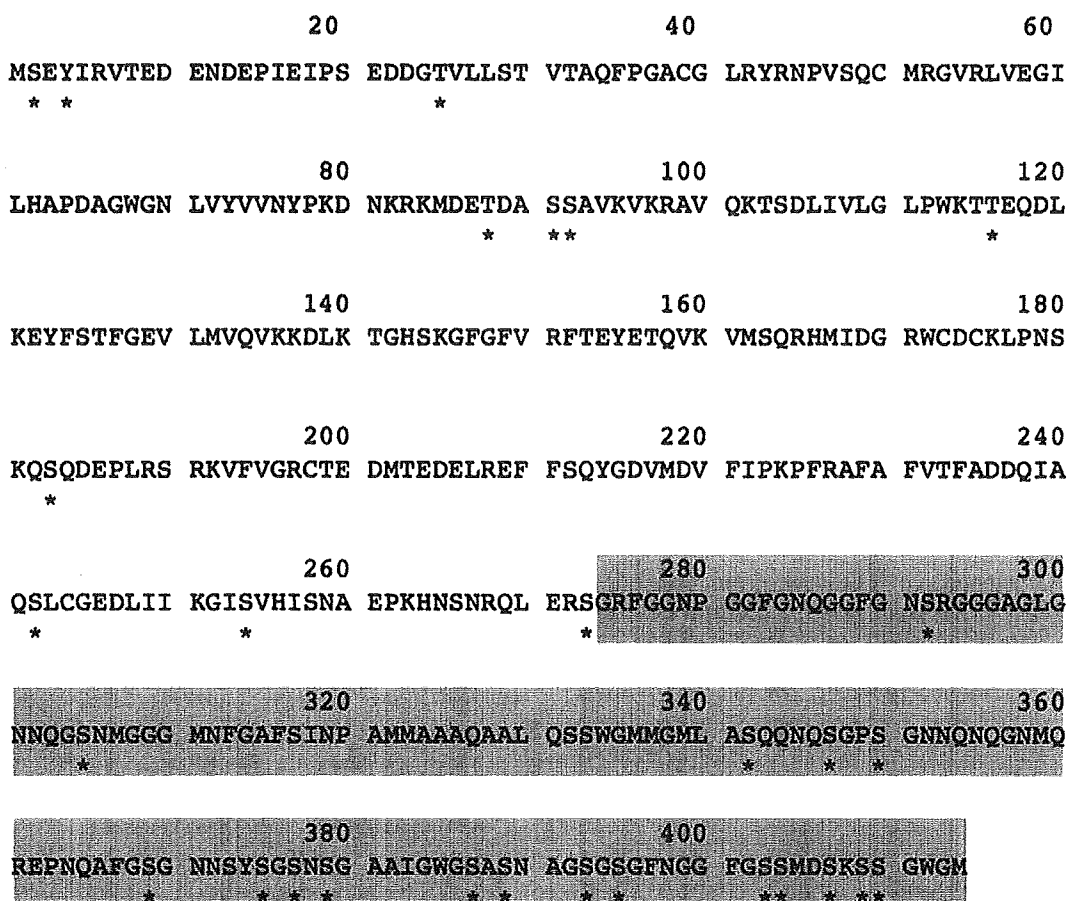 20 40 60
MSEYIRVTED ENDEPIEIPS EDDGTVLLST VTAQFPGACG LRYRNPVSQC MRGVRLVEGI
* * *
80 100 120
LHAPDAGWGN LVYVVNYPKD NKRKMDETDA SSAVKVKRAV QKTSDLIVLG LPWKTTEQDL
* ** *
140 160 180
KEYFSTFGEV LMVQVKKDLK TGHSKGFGFV RFTEYETQVK VMSQRHMIDG RWCDCKLPNS
200 220 240
KQSQDEPLRS RKVFVGRCTE DMTEDELREF FSQYGDVMDV FIPKPFRAFA FVTFADDQIA
*
260 280 300
QSLCGEDLII KGISVHISNA EPKHNSNRQL ERSGRFGGNP GGFGNQGGFG NSRGGGAGLG
* * * *
320 340 360
NNQGSNMGGG MNFGAFSINP AMMAAAQAAL QSSWGMMGML ASQQNQSGPS GNNQNQGNMQ
* * * *
380 400
REPNQAFGSG NNSYSGSNSG AAIGWGSASN AGSGSGFNGG FGSSMDSKSS GWGM
* * * * * * * * ** * **